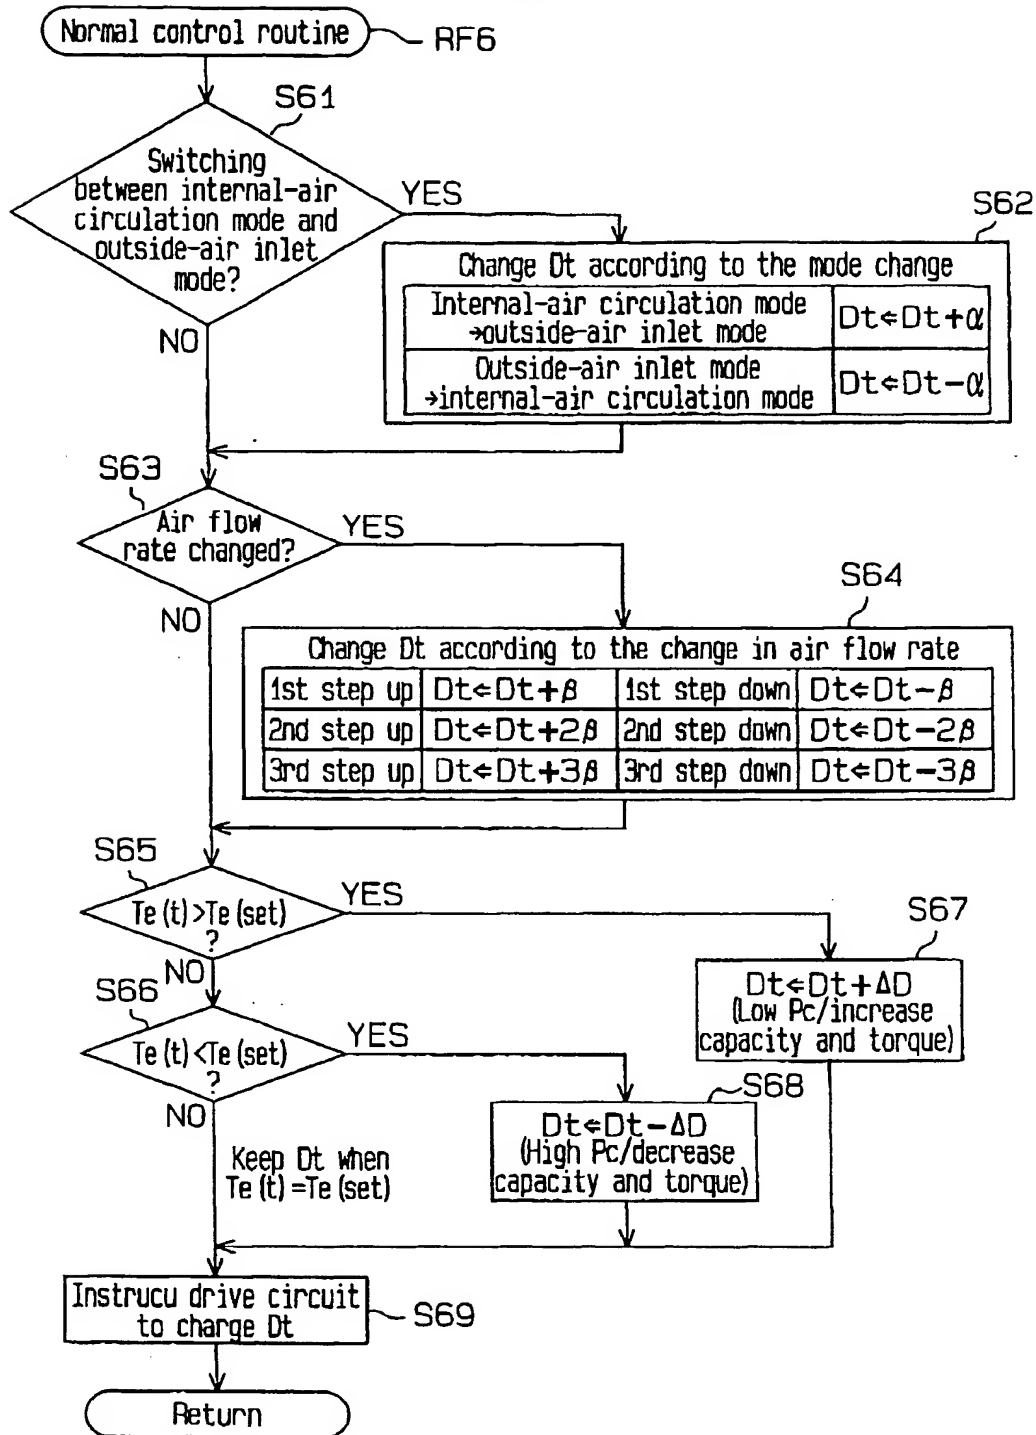 Normal control routine
RF6
S61
Switching
between internal-air
circulation mode and
outside-air inlet
mode?
YES
NO
S62
Change Dt according to the mode change
Internal-air circulation mode
→outside-air inlet mode
Dt⇐Dt+α
Outside-air inlet mode
→internal-air circulation mode
Dt⇐Dt-α
S63
Air flow
rate changed?
YES
NO
S64
Change Dt according to the change in air flow rate
1st step up Dt⇐Dt+β 1st step down Dt⇐Dt-β
2nd step up Dt⇐Dt+2β 2nd step down Dt⇐Dt-2β
3rd step up Dt⇐Dt+3β 3rd step down Dt⇐Dt-3β
S65
Te(t)>Te(set)
?
YES
NO
S67
Dt⇐Dt+ΔD
(Low Pc/increase
capacity and torque)
S66
Te(t)<Te(set)
?
YES
NO
S68
Dt⇐Dt-ΔD
(High Pc/decrease
capacity and torque)
Keep Dt when
Te(t)=Te(set)
Instrucu drive circuit
to charge Dt
S69
Return